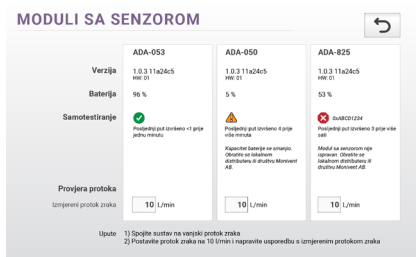 MODULI SA SENZOROM
ADA-053 ADA-050 ADA-825
Verzija 1.0.3 11a24c5 1.0.3 11a24c5 1.0.3 11a24c5
HW: 01 HW: 01 HW: 01
Baterija 96 % 5 % 53 %
Samotestiranje 0xABCD1234
Posljednji put izvršeno <1 prije
jednu minutu
Posljednji put izvršeno 4 prije
više minuta
Kapacitet baterije se smanjio.
Obratite se lokalnom
distributeru ili društvu Monivent
AB.
Posljednji put izvršeno 3 prije više
sati
Modul sa senzorom nije
ispravan. Obratite se
lokalnom distributeru ili
društvu Monivent AB.
Provjera protoka
Izmjereni protok zraka 10 L/min 10 L/min 10 L/min
Upute 1) Spojite sustav na vanjski protok zraka
2) Postavite protok zraka na 10 l/min i napravite usporedbu s izmjerenim protokom zraka